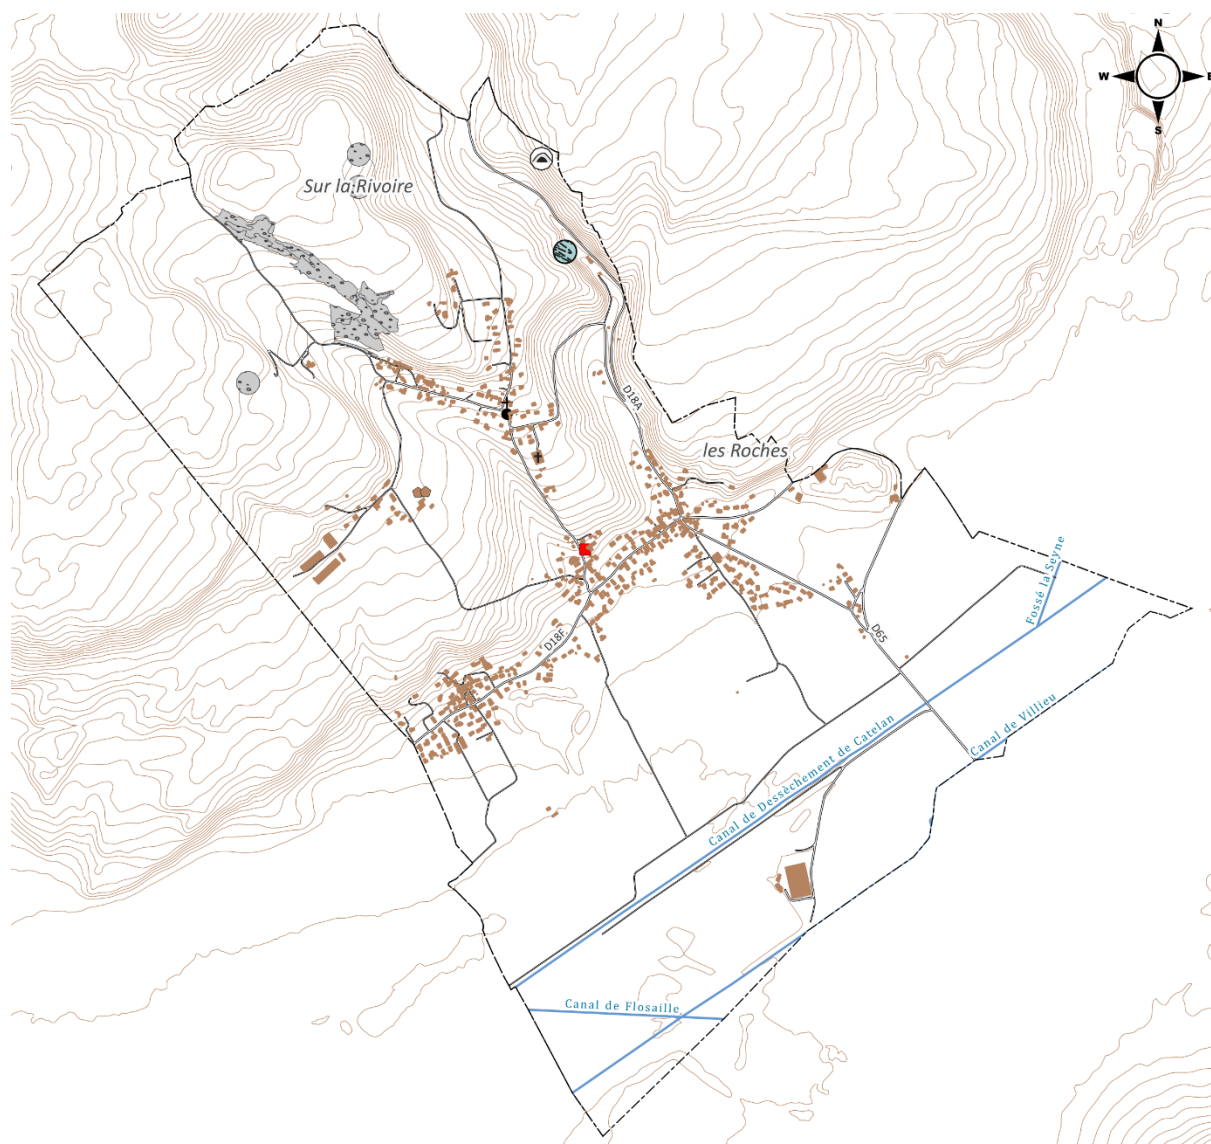 N
W
E
S
Sur la Rivoire
D18A
les Roches
Fossé la Seyne
D65
D18F
Canal de Villieu
Canal de Dessèchement de Catelan
Canal de Flosaille